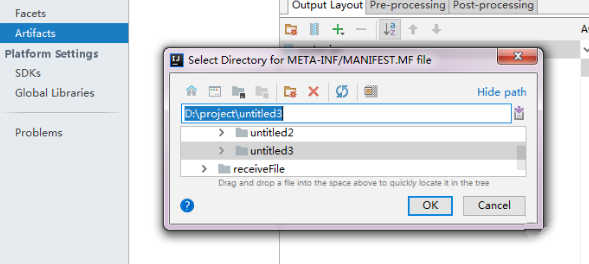 Facets
Artifacts
Platform Settings
SDKs
Global Libraries
Problems
Output Layout Pre-processing Post-processing
Select Directory for META-INF/MANIFEST.MF file
Hide path
D:\project\untitled3
untitled2
untitled3
receiveFile
Drag and drop a file into the space above to quickly locate it in the tree
OK Cancel